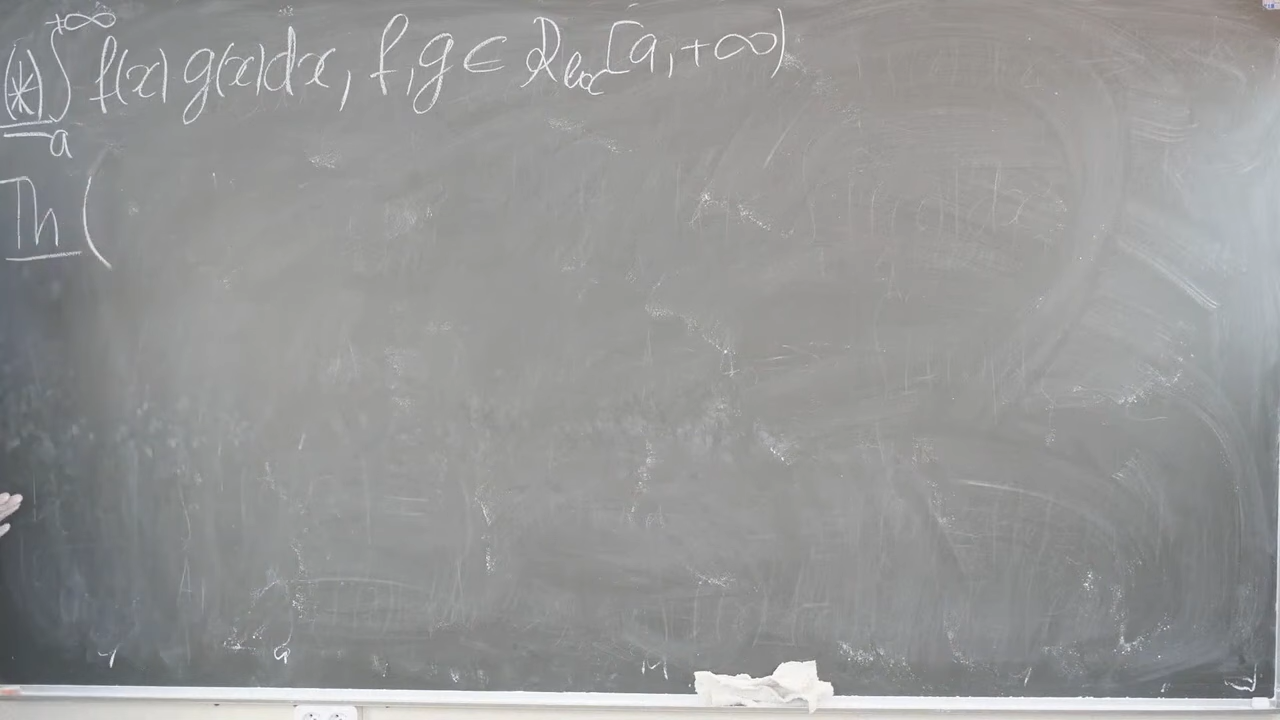 (*) ∫_a^{+∞} f(x) g(x) dx, f, g ∈ R_loc [a, +∞)
Th (